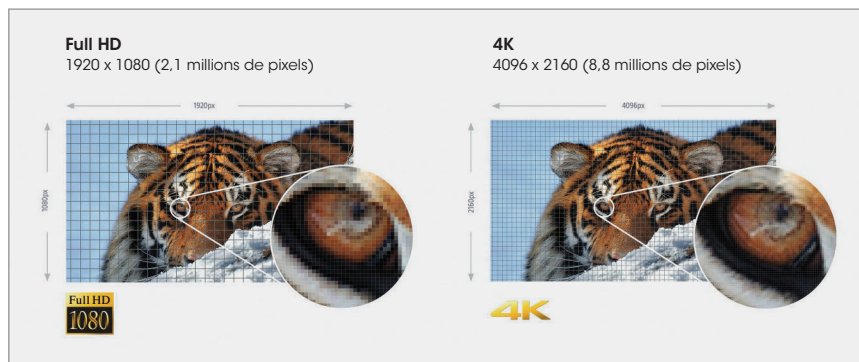 Full HD
1920 x 1080 (2,1 millions de pixels)
1920px
1080px
Full HD
1080
4K
4096 x 2160 (8,8 millions de pixels)
4096px
2160px
4K